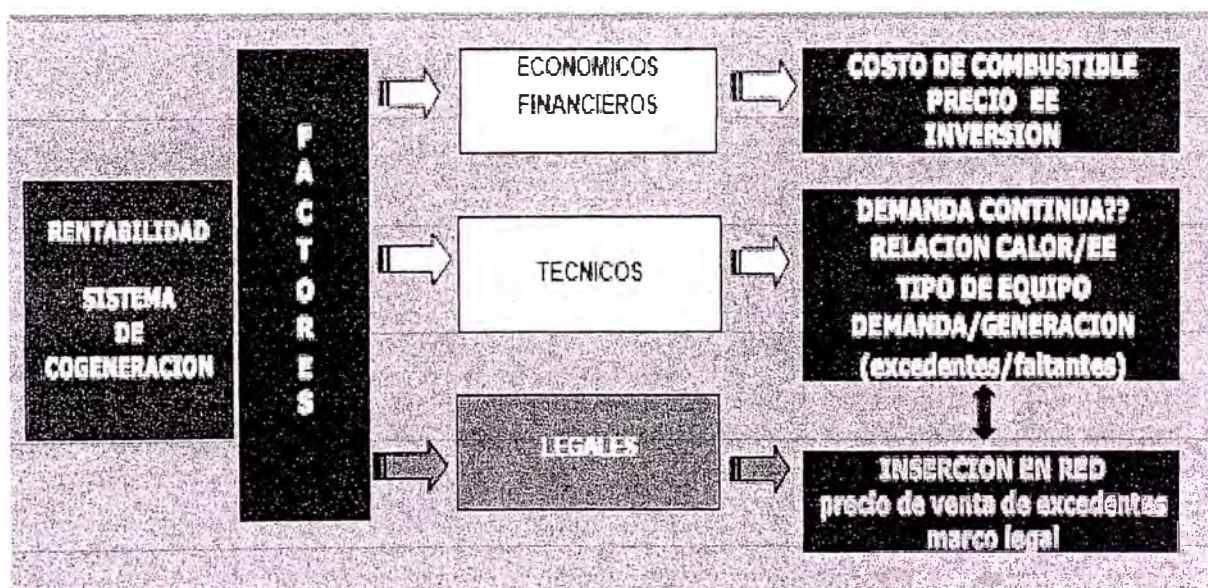 RENTABILIDAD
SISTEMA
DE
COGENERACION
F
A
C
T
O
R
E
S
ECONOMICOS
FINANCIEROS
COSTO DE COMBUSTIBLE
PRECIO EE
INVERSION
TECNICOS
DEMANDA CONTINUA??
RELACION CALOR/EE
TIPO DE EQUIPO
DEMANDA/GENERACION
(excedentes/faltantes)
LEGALES
INSERCION EN RED
precio de venta de excedentes
marco legal